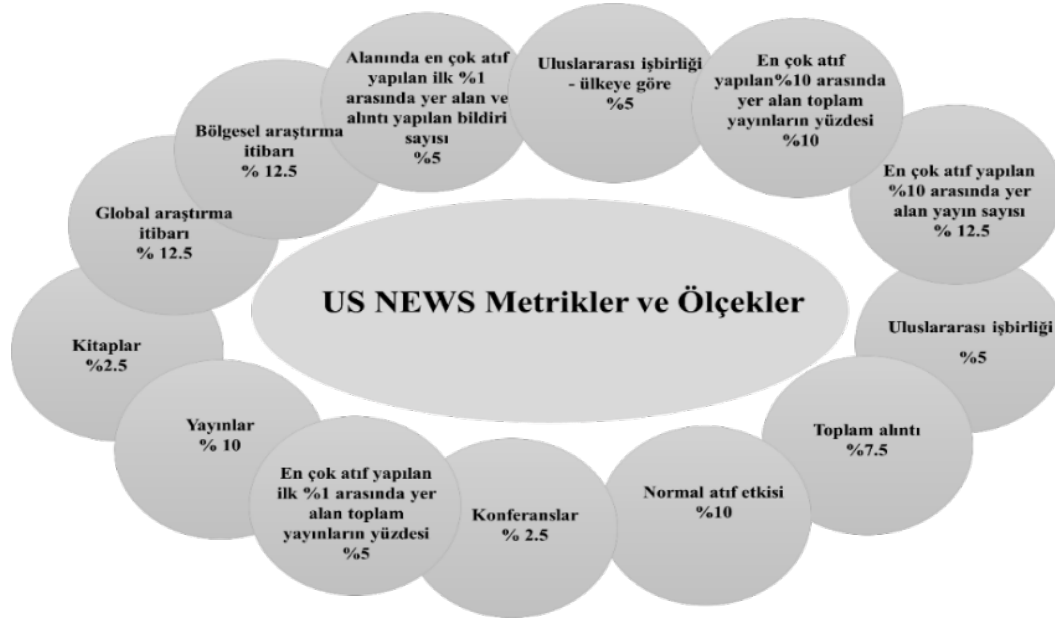 Alanında en çok atıf
yapılan ilk %1
arasında yer alan ve
alıntı yapılan bildiri
sayısı
%5
Uluslararası işbirliği
- ülkeye göre
%5
En çok atıf
yapılan%10 arasında
yer alan toplam
yayınların yüzdesi
%10
Bölgesel araştırma
itibarı
% 12.5
En çok atıf yapılan
%10 arasında yer
alan yayın sayısı
% 12.5
Global araştırma
itibarı
% 12.5
US NEWS Metrikler ve Ölçekler
Uluslararası işbirliği
%5
Kitaplar
%2.5
Yayınlar
% 10
Toplam alıntı
%7.5
En çok atıf yapılan
ilk %1 arasında yer
alan toplam
yayınların yüzdesi
%5
Konferanslar
% 2.5
Normal atıf etkisi
%10